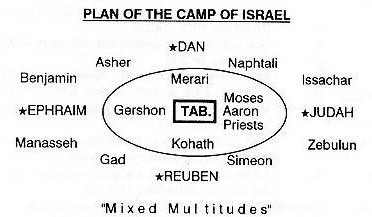 PLAN OF THE CAMP OF ISRAEL
★DAN
Asher Naphtali
Benjamin Merari Issachar
★EPHRAIM Gershon TAB. Moses Aaron Priests ★JUDAH
Manasseh Kohath Zebulun
Gad Simeon
★REUBEN
"Mixed Multitudes"